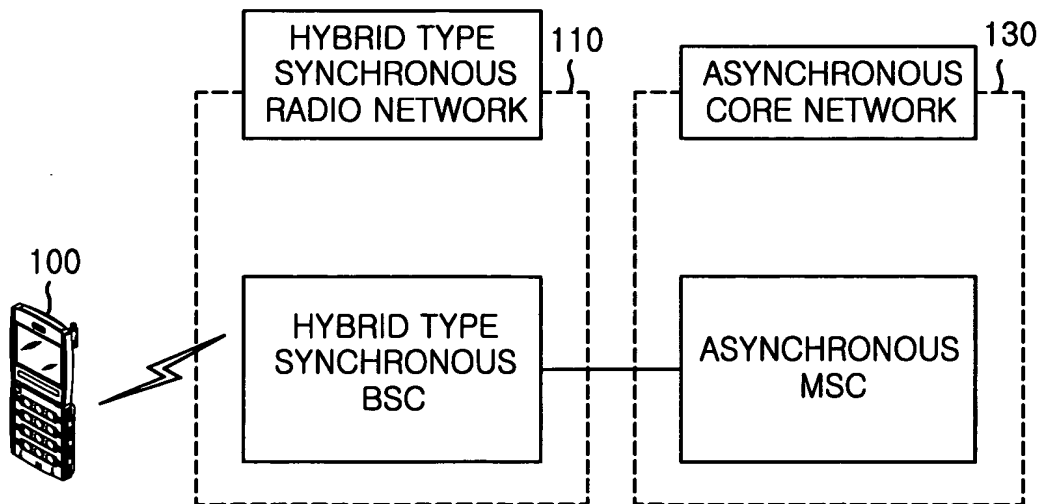 HYBRID TYPE
SYNCHRONOUS
RADIO NETWORK
110
ASYNCHRONOUS
CORE NETWORK
130
100
HYBRID TYPE
SYNCHRONOUS
BSC
ASYNCHRONOUS
MSC